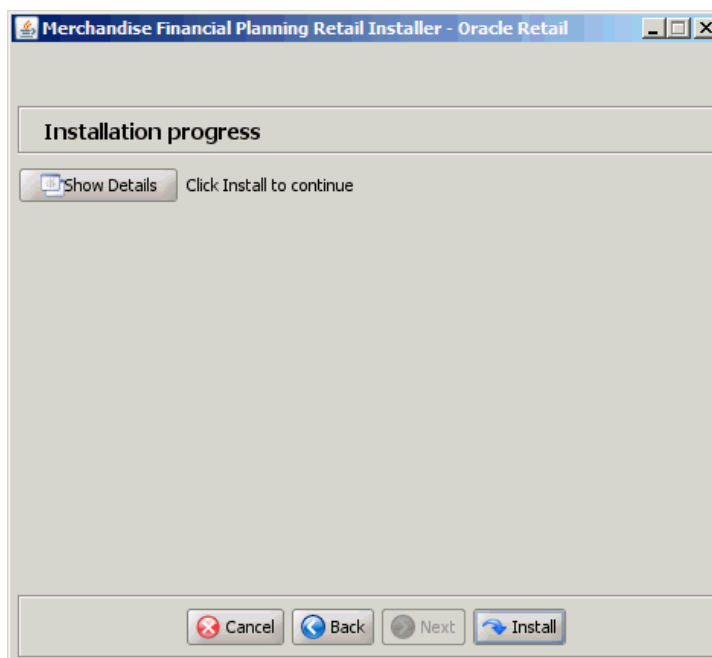 Merchandise Financial Planning Retail Installer - Oracle Retail
Installation progress
Show Details Click Install to continue
Cancel Back Next Install